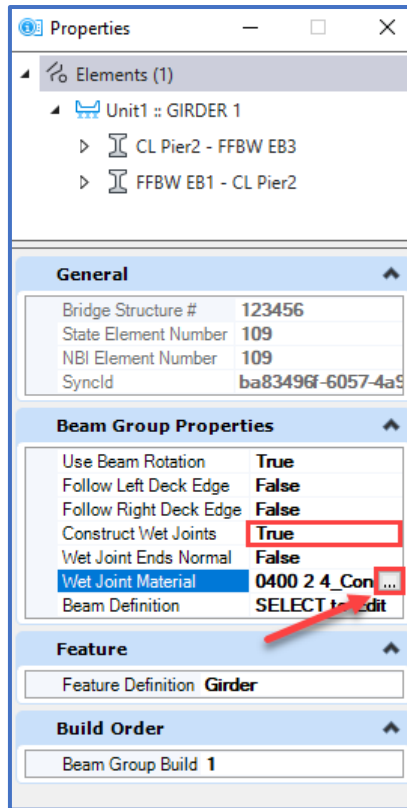 Properties
Elements (1)
Unit1 :: GIRDER 1
CL Pier2 - FFBW EB3
FFBW EB1 - CL Pier2
General
Bridge Structure # 123456
State Element Number 109
NBI Element Number 109
SyncId ba83496f-6057-4a9
Beam Group Properties
Use Beam Rotation True
Follow Left Deck Edge False
Follow Right Deck Edge False
Construct Wet Joints True
Wet Joint Ends Normal False
Wet Joint Material 0400 2 4_Con ...
Beam Definition SELECT to edit
Feature
Feature Definition Girder
Build Order
Beam Group Build 1